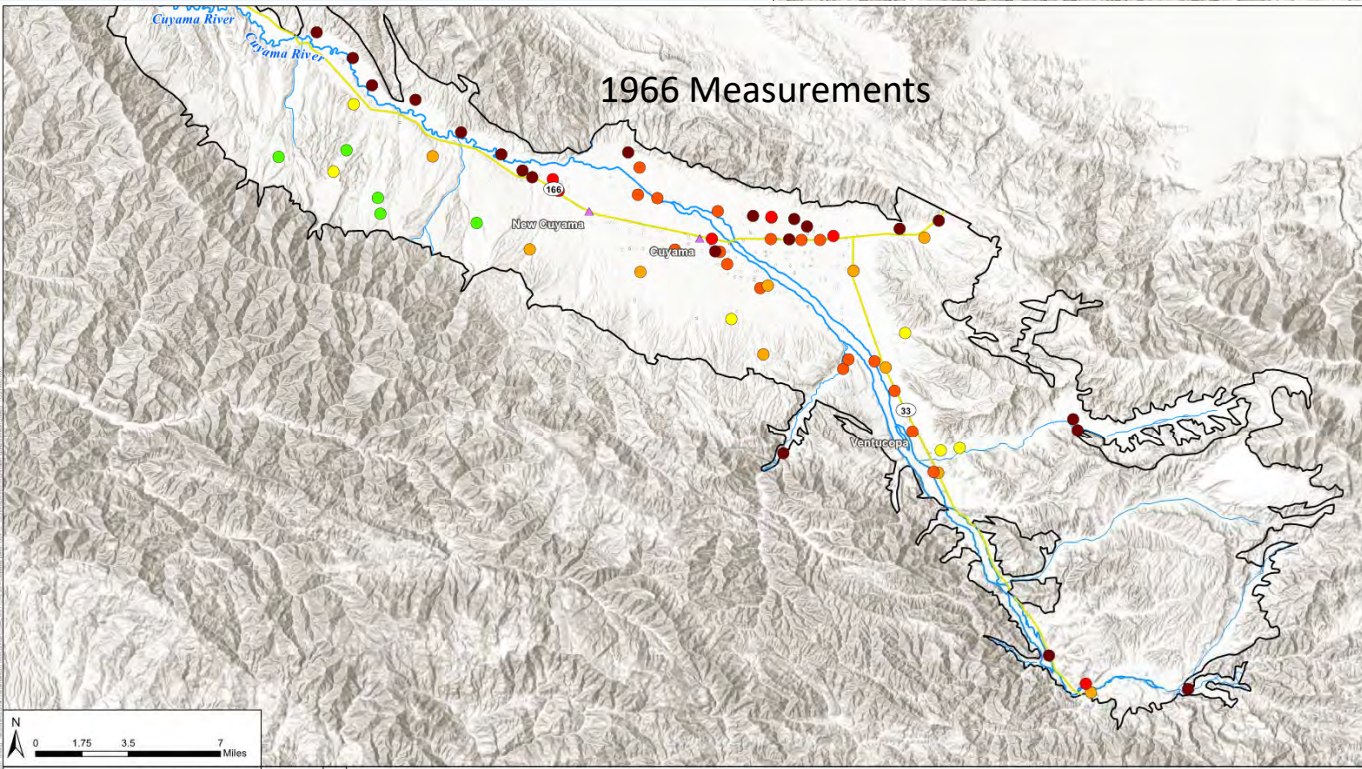 Cuyama River
Cuyama River
1966 Measurements
166
New Cuyama
Cuyama
33
Ventucopa
N
0 1.75 3.5 7
Miles